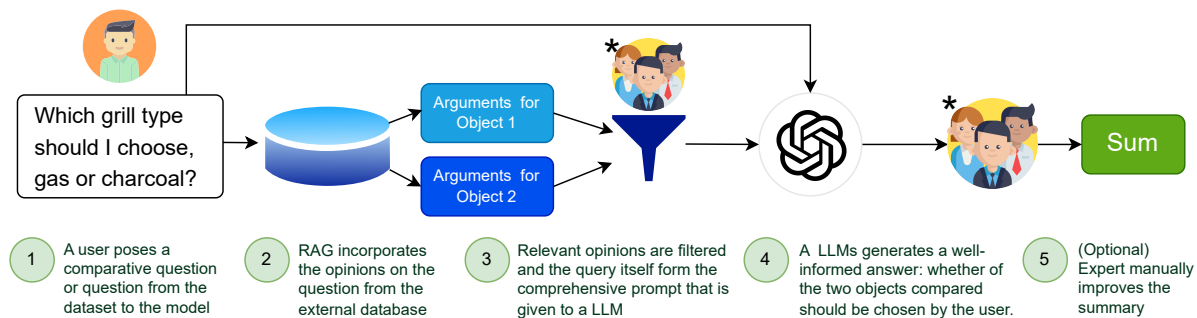 Which grill type
should I choose,
gas or charcoal?
Arguments for
Object 1
Arguments for
Object 2
*
*
Sum
1
A user poses a
comparative question
or question from the
dataset to the model
2
RAG incorporates
the opinions on the
question from the
external database
3
Relevant opinions are filtered
and the query itself form the
comprehensive prompt that is
given to a LLM
4
A LLMs generates a well-
informed answer: whether of
the two objects compared
should be chosen by the user.
5
(Optional)
Expert manually
improves the
summary